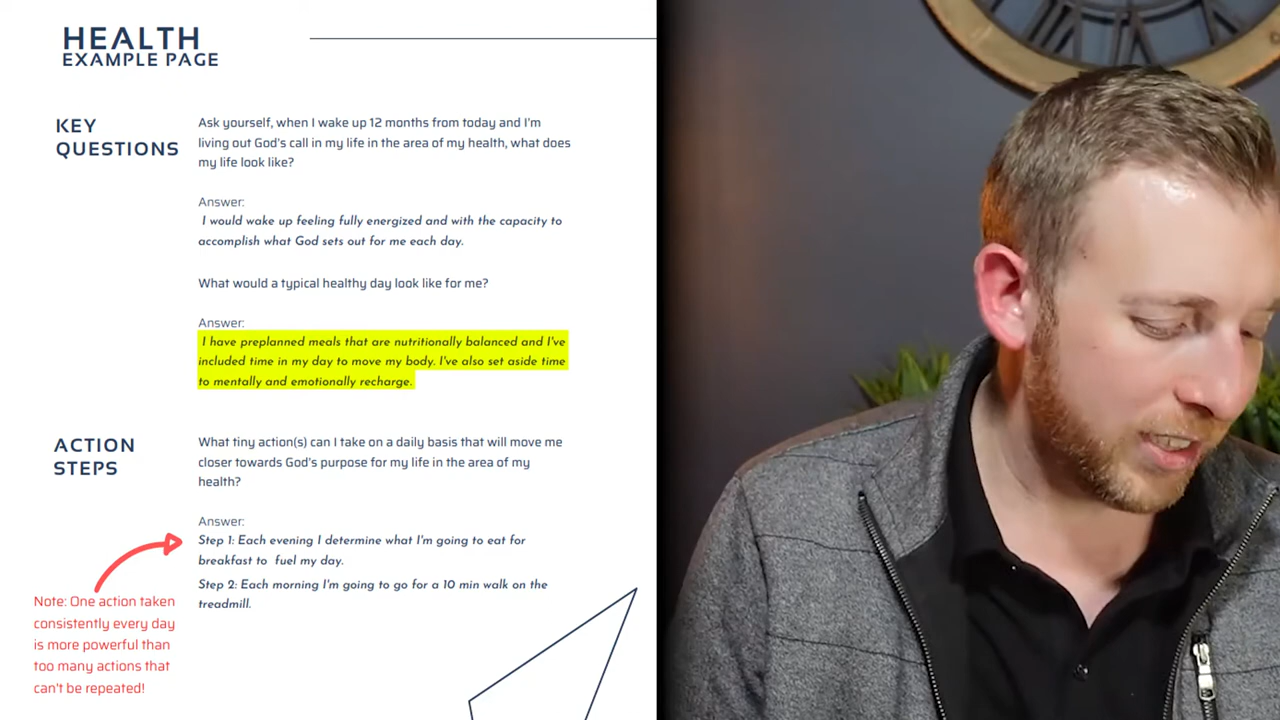 HEALTH
EXAMPLE PAGE
KEY
QUESTIONS
Ask yourself, when I wake up 12 months from today and I'm
living out God's call in my life in the area of my health, what does
my life look like?
Answer:
I would wake up feeling fully energized and with the capacity to
accomplish what God sets out for me each day.
What would a typical healthy day look like for me?
Answer:
I have preplanned meals that are nutritionally balanced and I've
included time in my day to move my body. I've also set aside time
to mentally and emotionally recharge.
ACTION
STEPS
What tiny action(s) can I take on a daily basis that will move me
closer towards God's purpose for my life in the area of my
health?
Answer:
Step 1: Each evening I determine what I'm going to eat for
breakfast to fuel my day.
Step 2: Each morning I'm going to go for a 10 min walk on the
treadmill.
Note: One action taken
consistently every day
is more powerful than
too many actions that
can't be repeated!